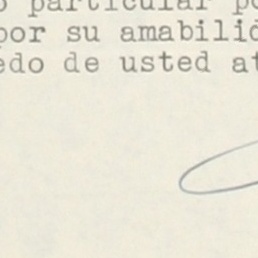 o particular po
por su amabilid
edo de usted at